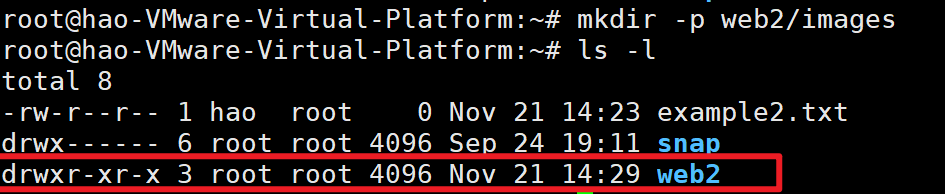 root@hao-VMware-Virtual-Platform:~# mkdir -p web2/images
root@hao-VMware-Virtual-Platform:~# ls -l
total 8
-rw-r--r-- 1 hao  root    0 Nov 21 14:23 example2.txt
drwx------ 6 root root 4096 Sep 24 19:11 snap
drwxr-xr-x 3 root root 4096 Nov 21 14:29 web2